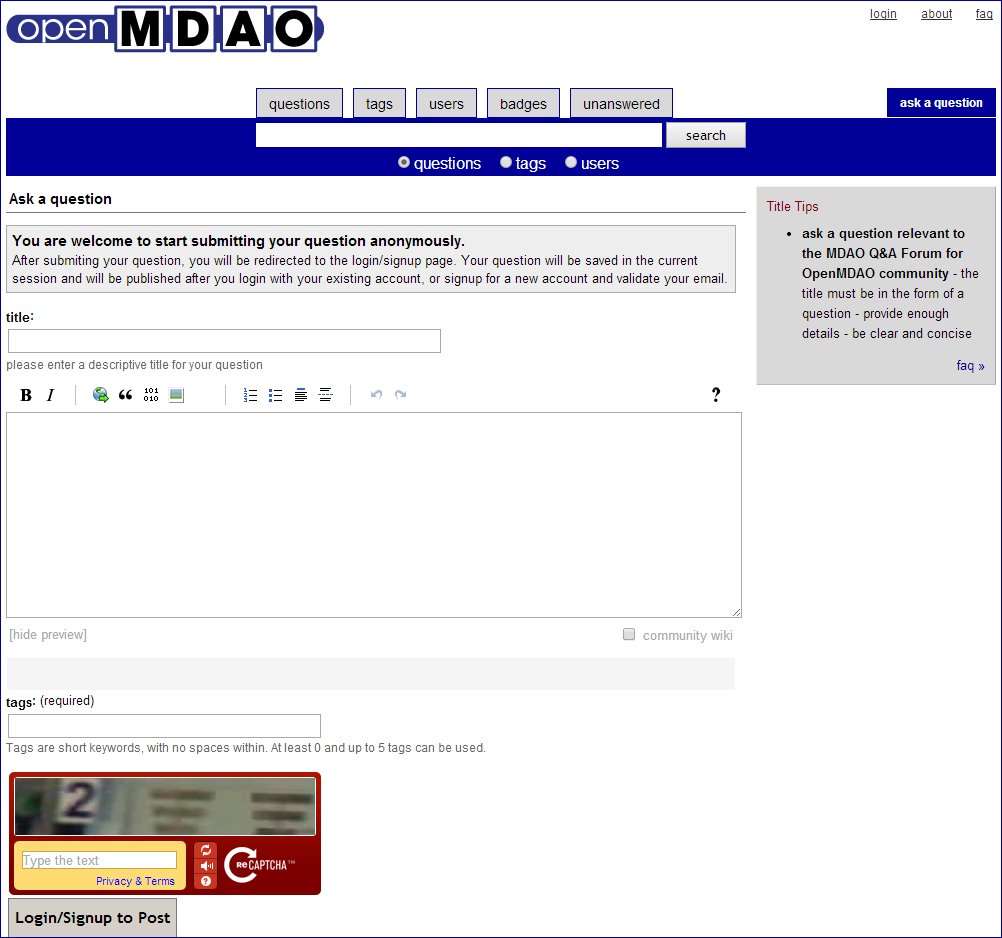 open MDAO
login about faq
questions tags users badges unanswered
ask a question
search
questions tags users
Ask a question
You are welcome to start submitting your question anonymously.
After submiting your question, you will be redirected to the login/signup page. Your question will be saved in the current
session and will be published after you login with your existing account, or signup for a new account and validate your email.
title:
please enter a descriptive title for your question
B I
101
010
?
[hide preview]
community wiki
tags: (required)
Tags are short keywords, with no spaces within. At least 0 and up to 5 tags can be used.
2
Type the text
Privacy & Terms
?
reCAPTCHA™
Login/Signup to Post
Title Tips
• ask a question relevant to
the MDAO Q&A Forum for
OpenMDAO community - the
title must be in the form of a
question - provide enough
details - be clear and concise
faq »